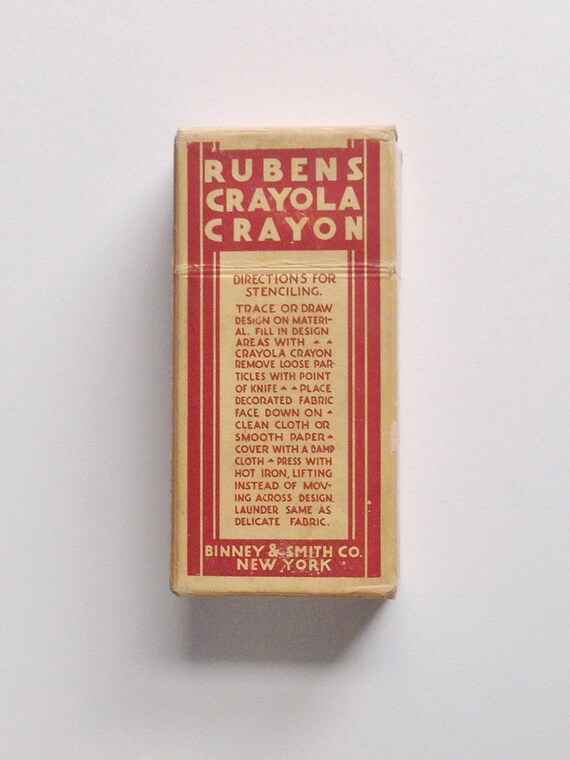 RUBENS
CRAYOLA
CRAYON
DIRECTIONS FOR
STENCILING.
TRACE OR DRAW
DESIGN ON MATERI-
AL. FILL IN DESIGN
AREAS WITH
CRAYOLA CRAYON
REMOVE LOOSE PAR-
TICLES WITH POINT
OF KNIFE PLACE
DECORATED FABRIC
FACE DOWN ON
CLEAN CLOTH OR
SMOOTH PAPER
COVER WITH A DAMP
CLOTH PRESS WITH
HOT IRON, LIFTING
INSTEAD OF MOV-
ING ACROSS DESIGN.
LAUNDER SAME AS
DELICATE FABRIC.
BINNEY & SMITH CO.
NEW YORK